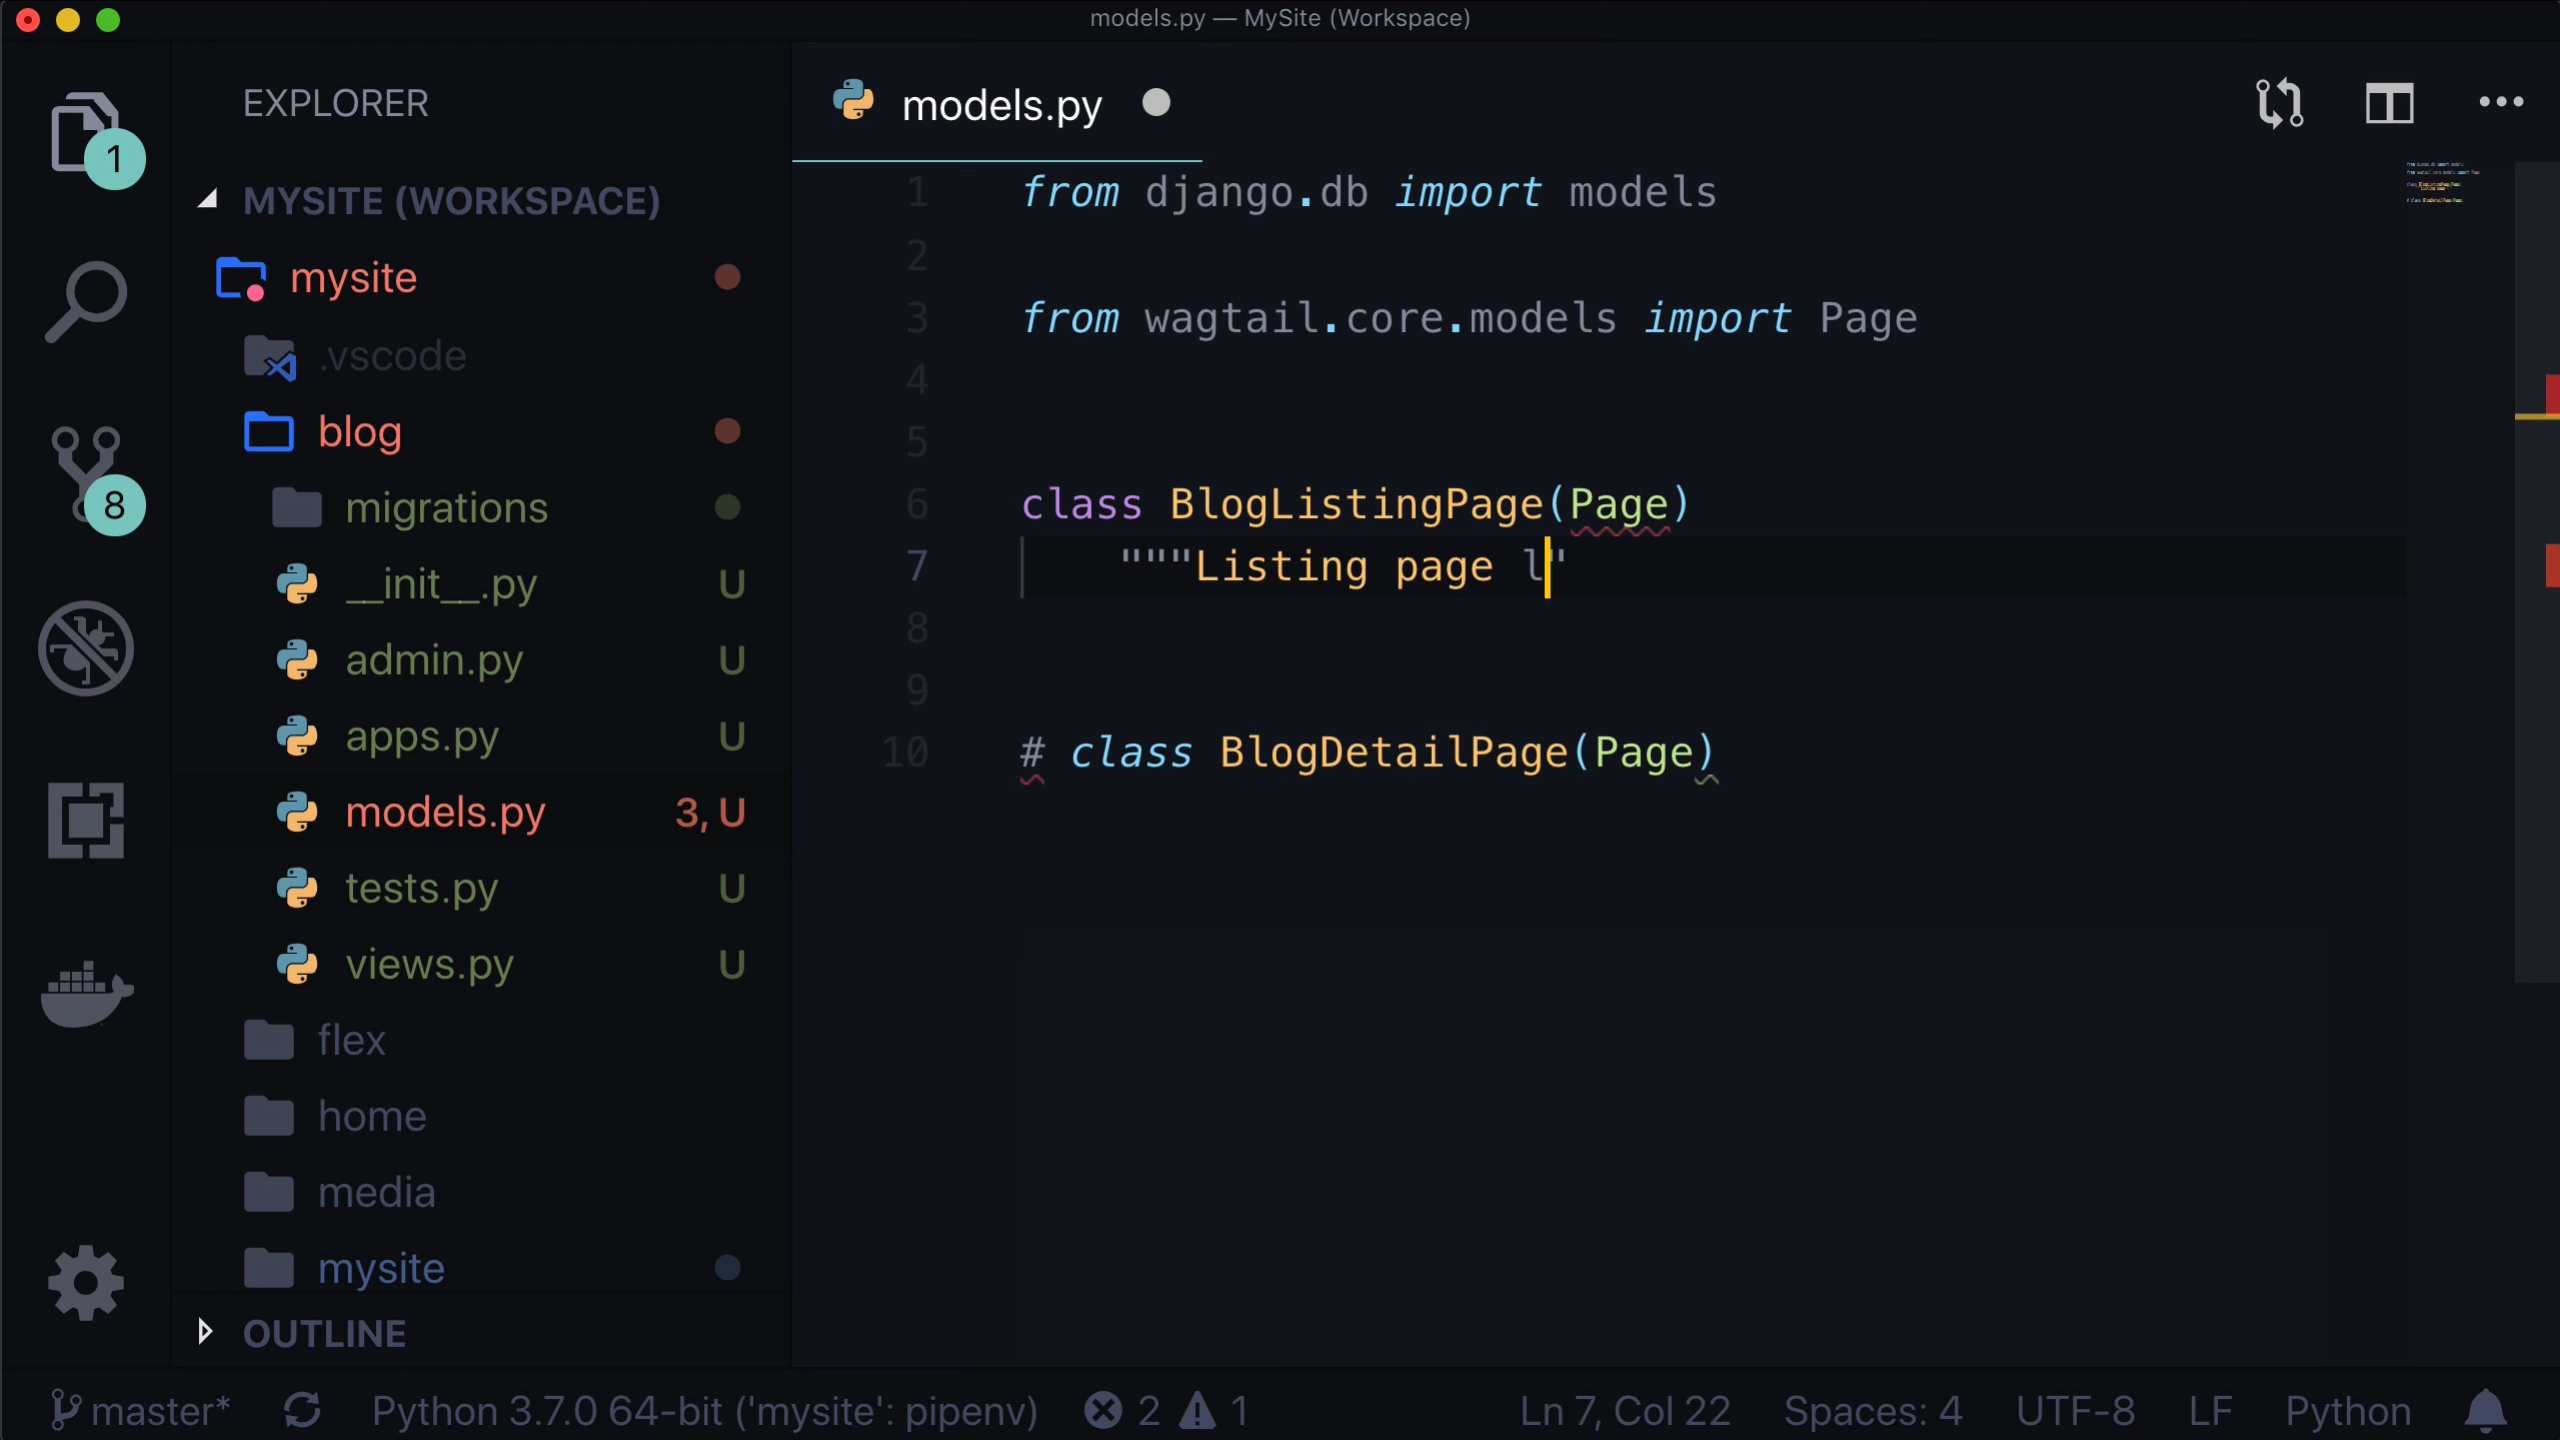 models.py — MySite (Workspace)
EXPLORER
1
MYSITE (WORKSPACE)
mysite
.vscode
blog
8
migrations
__init__.py U
admin.py U
apps.py U
models.py 3, U
tests.py U
views.py U
flex
home
media
mysite
OUTLINE
models.py
1 from django.db import models
2
3 from wagtail.core.models import Page
4
5
6 class BlogListingPage(Page)
7 """Listing page l"
8
9
10 # class BlogDetailPage(Page)
master* Python 3.7.0 64-bit ('mysite': pipenv) 2 1 Ln 7, Col 22 Spaces: 4 UTF-8 LF Python